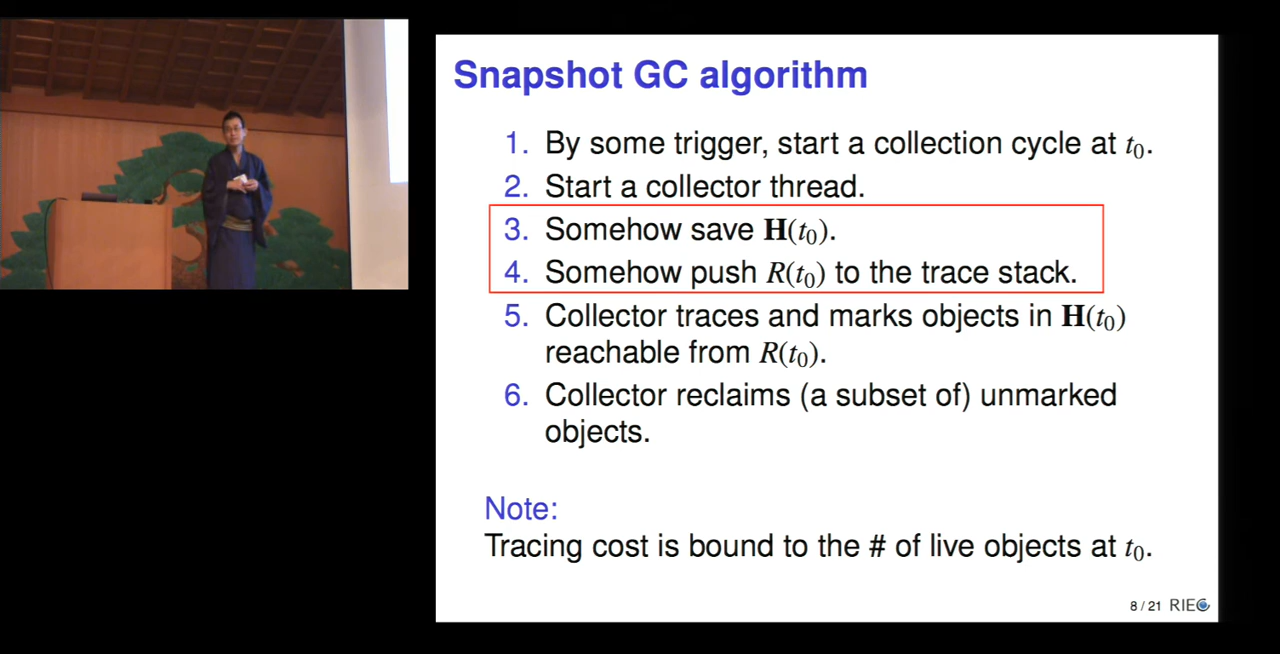 Snapshot GC algorithm
1. By some trigger, start a collection cycle at t₀.
2. Start a collector thread.
3. Somehow save H(t₀).
4. Somehow push R(t₀) to the trace stack.
5. Collector traces and marks objects in H(t₀)
reachable from R(t₀).
6. Collector reclaims (a subset of) unmarked
objects.
Note:
Tracing cost is bound to the # of live objects at t₀.
8 / 21 RIEC